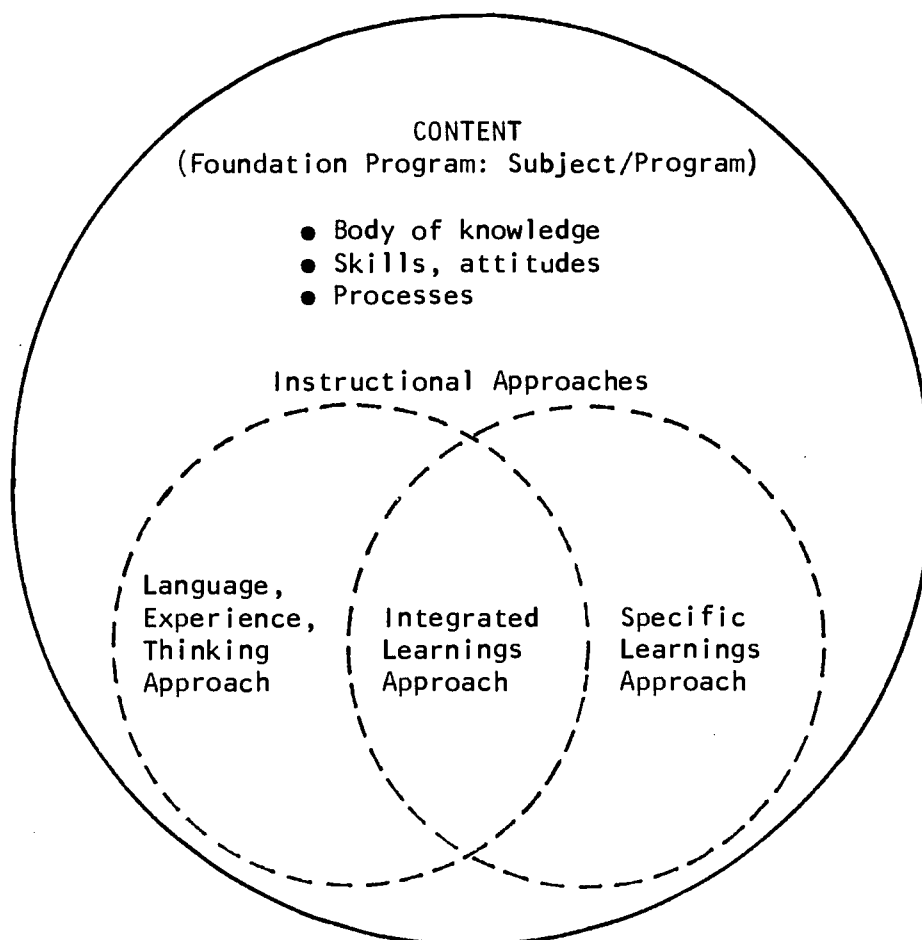 CONTENT
(Foundation Program: Subject/Program)
● Body of knowledge
● Skills, attitudes
● Processes
Instructional Approaches
Language,
Experience,
Thinking
Approach
Integrated
Learnings
Approach
Specific
Learnings
Approach